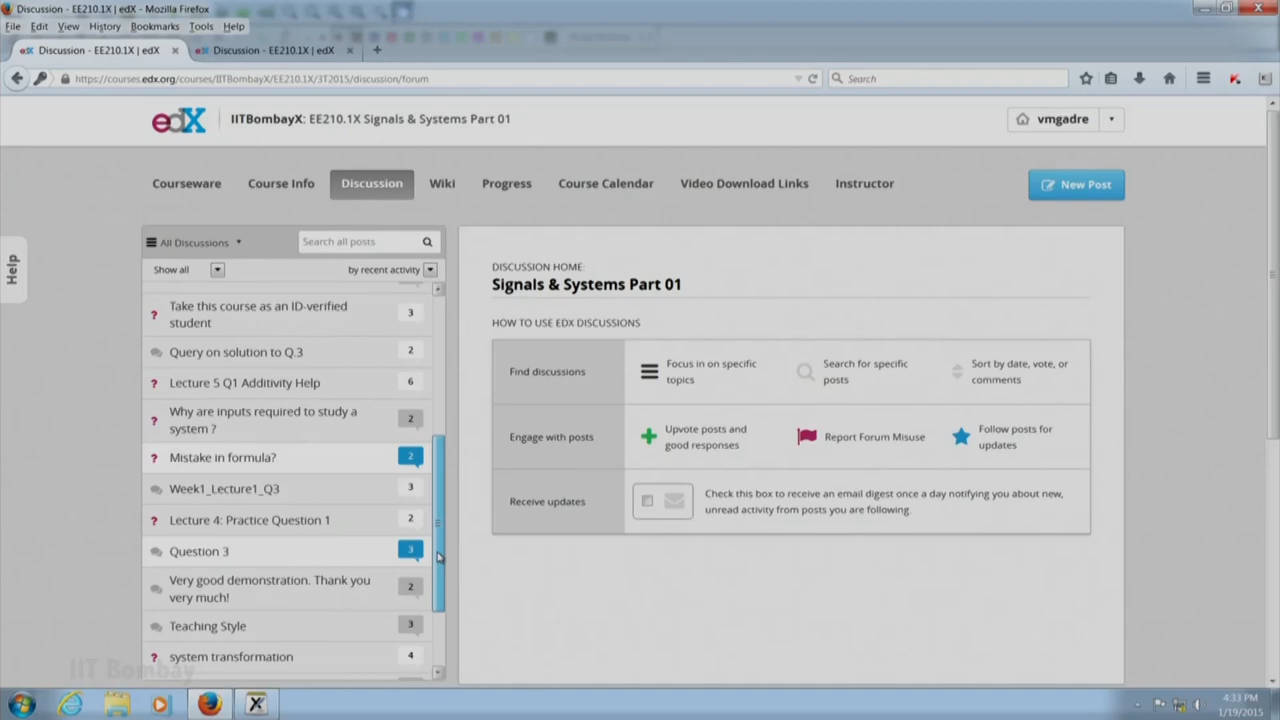 Discussion - EE210.1X | edX - Mozilla Firefox
File Edit View History Bookmarks Tools Help
Discussion - EE210.1X | edX × Discussion - EE210.1X | edX × +
https://courses.edx.org/courses/IITBombayX/EE210.1X/3T2015/discussion/forum
Search
edX
IITBombayX: EE210.1X Signals & Systems Part 01
vmgadre
Courseware Course Info Discussion Wiki Progress Course Calendar Video Download Links Instructor
New Post
Help
All Discussions
Search all posts
Show all
by recent activity
Take this course as an ID-verified
student
3
Query on solution to Q.3 2
? Lecture 5 Q1 Additivity Help 6
? Why are inputs required to study a
system ?
2
? Mistake in formula? 2
Week1_Lecture1_Q3 3
? Lecture 4: Practice Question 1 2
Question 3 3
Very good demonstration. Thank you
very much!
2
Teaching Style 3
? system transformation 4
DISCUSSION HOME:
Signals & Systems Part 01
HOW TO USE EDX DISCUSSIONS
Find discussions
Focus in on specific
topics
Search for specific
posts
Sort by date, vote, or
comments
Engage with posts
Upvote posts and
good responses
Report Forum Misuse
Follow posts for
updates
Receive updates
Check this box to receive an email digest once a day notifying you about new,
unread activity from posts you are following.
IIT Bombay
4:33 PM
1/19/2015